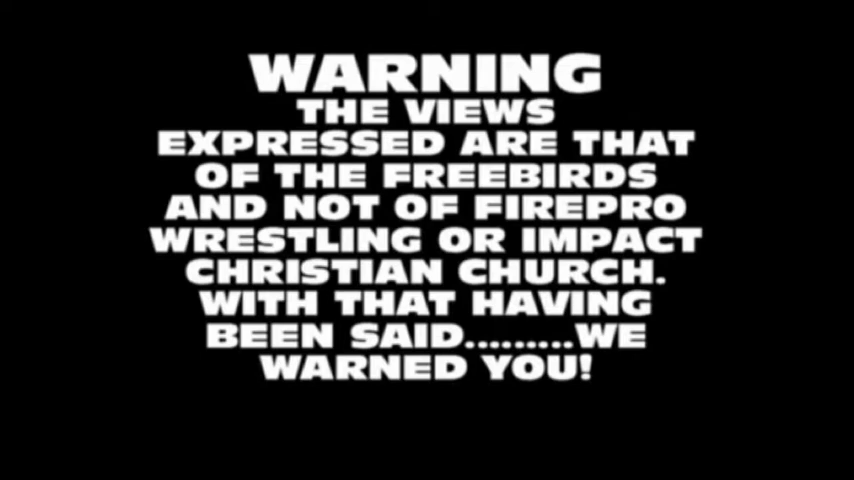 WARNING
THE VIEWS
EXPRESSED ARE THAT
OF THE FREEBIRDS
AND NOT OF FIREPRO
WRESTLING OR IMPACT
CHRISTIAN CHURCH.
WITH THAT HAVING
BEEN SAID.........WE
WARNED YOU!